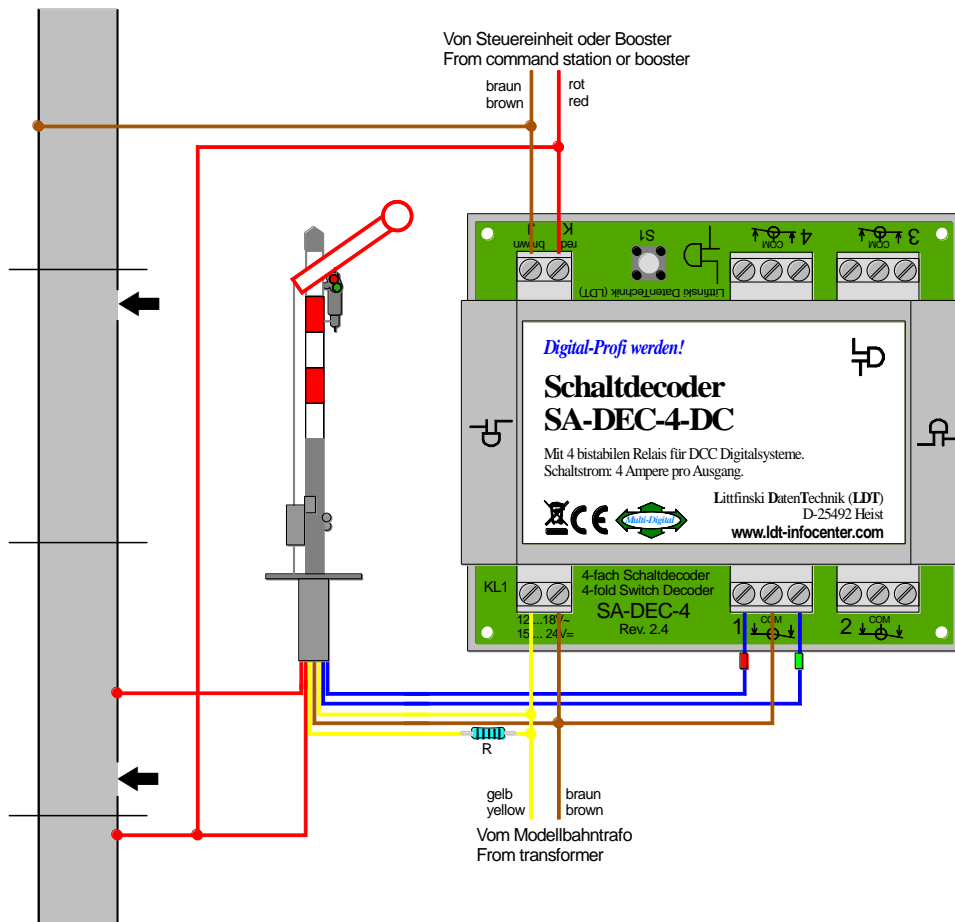 Von Steuereinheit oder Booster
From command station or booster
braun
brown
rot
red
J
brown
K
red
S1
COM
4
COM
3
Littfinski DatenTechnik (LDT)
Digital-Profi werden!
Schaltdecoder
SA-DEC-4-DC
Mit 4 bistabilen Relais für DCC Digitalsysteme.
Schaltstrom: 4 Ampere pro Ausgang.
Littfinski DatenTechnik (LDT)
D-25492 Heist
www.ldt-infocenter.com
CE
Multi-Digital
KL1
4-fach Schaltdecoder
4-fold Switch Decoder
SA-DEC-4
Rev. 2.4
12...18V~
15... 24V=
1
COM
2
COM
R
gelb
yellow
braun
brown
Vom Modellbahntrafo
From transformer